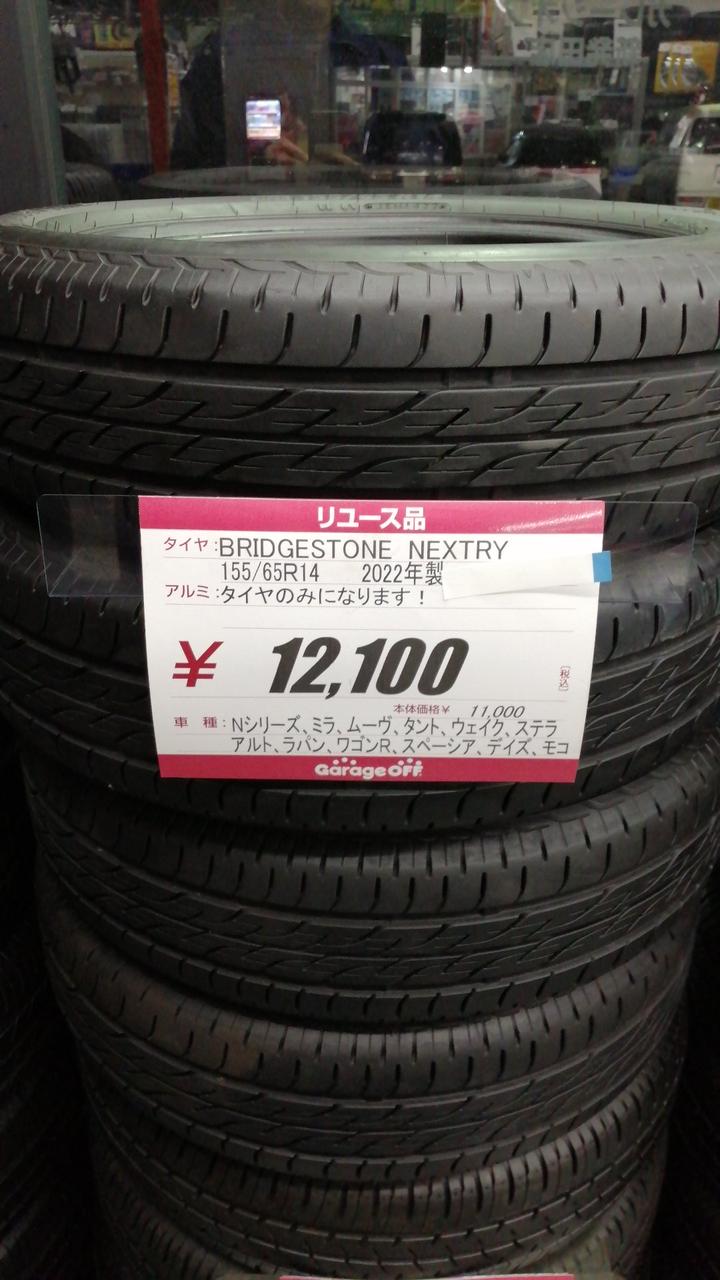 リユース品
タイヤ:BRIDGESTONE NEXTRY
155/65R14 2022年製
アルミ:タイヤのみになります！
¥ 12,100 [税込]
本体価格¥ 11,000
車種:Nシリーズ、ミラ、ムーヴ、タント、ウェイク、ステラ
アルト、ラパン、ワゴンR、スペーシア、デイズ、モコ
GarageOFF